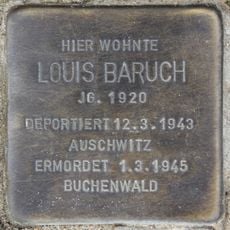 HIER WOHNTE
LOUIS BARUCH
JG. 1920
DEPORTIERT 12.3.1943
AUSCHWITZ
ERMORDET 1.3.1945
BUCHENWALD